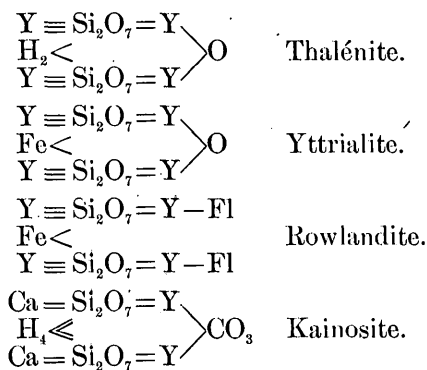 Y ≡ Si₂O₇ = Y
H₂ < > O Thalénite.
Y ≡ Si₂O₇ = Y
Y ≡ Si₂O₇ = Y
Fe < > O Yttrialite.
Y ≡ Si₂O₇ = Y
Y ≡ Si₂O₇ = Y – Fl
Fe < Rowlandite.
Y ≡ Si₂O₇ = Y – Fl
Ca = Si₂O₇ = Y
H₄ ≪ > CO₃ Kainosite.
Ca = Si₂O₇ = Y